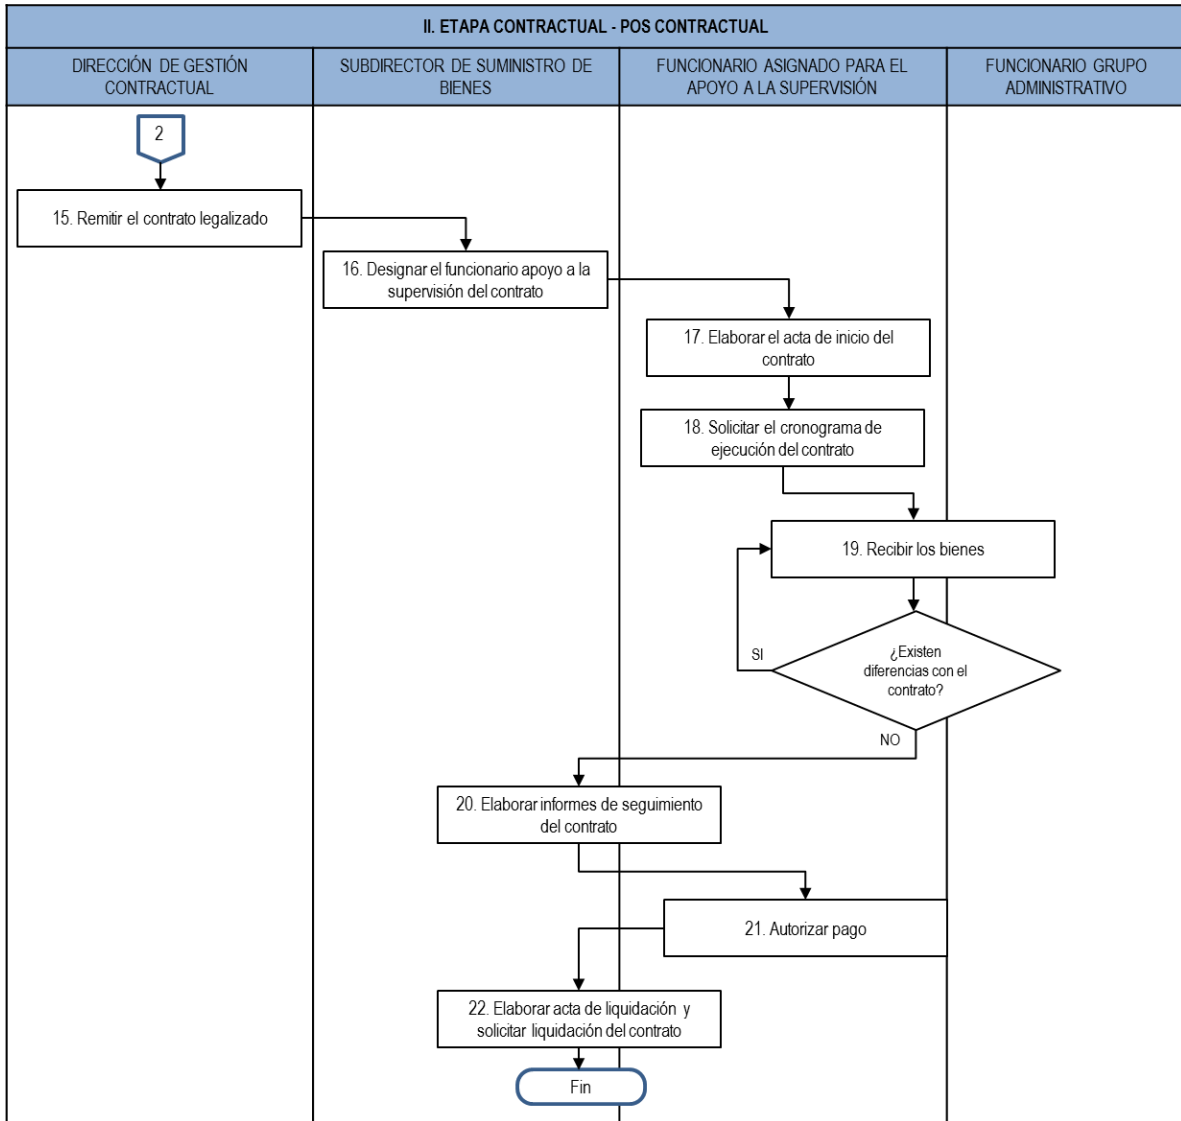 II. ETAPA CONTRACTUAL - POS CONTRACTUAL
DIRECCIÓN DE GESTIÓN
CONTRACTUAL
SUBDIRECTOR DE SUMINISTRO DE
BIENES
FUNCIONARIO ASIGNADO PARA EL
APOYO A LA SUPERVISIÓN
FUNCIONARIO GRUPO
ADMINISTRATIVO
2
15. Remitir el contrato legalizado
16. Designar el funcionario apoyo a la
supervisión del contrato
17. Elaborar el acta de inicio del
contrato
18. Solicitar el cronograma de
ejecución del contrato
19. Recibir los bienes
¿Existen
diferencias con el
contrato?
SI
NO
20. Elaborar informes de seguimiento
del contrato
21. Autorizar pago
22. Elaborar acta de liquidación y
solicitar liquidación del contrato
Fin